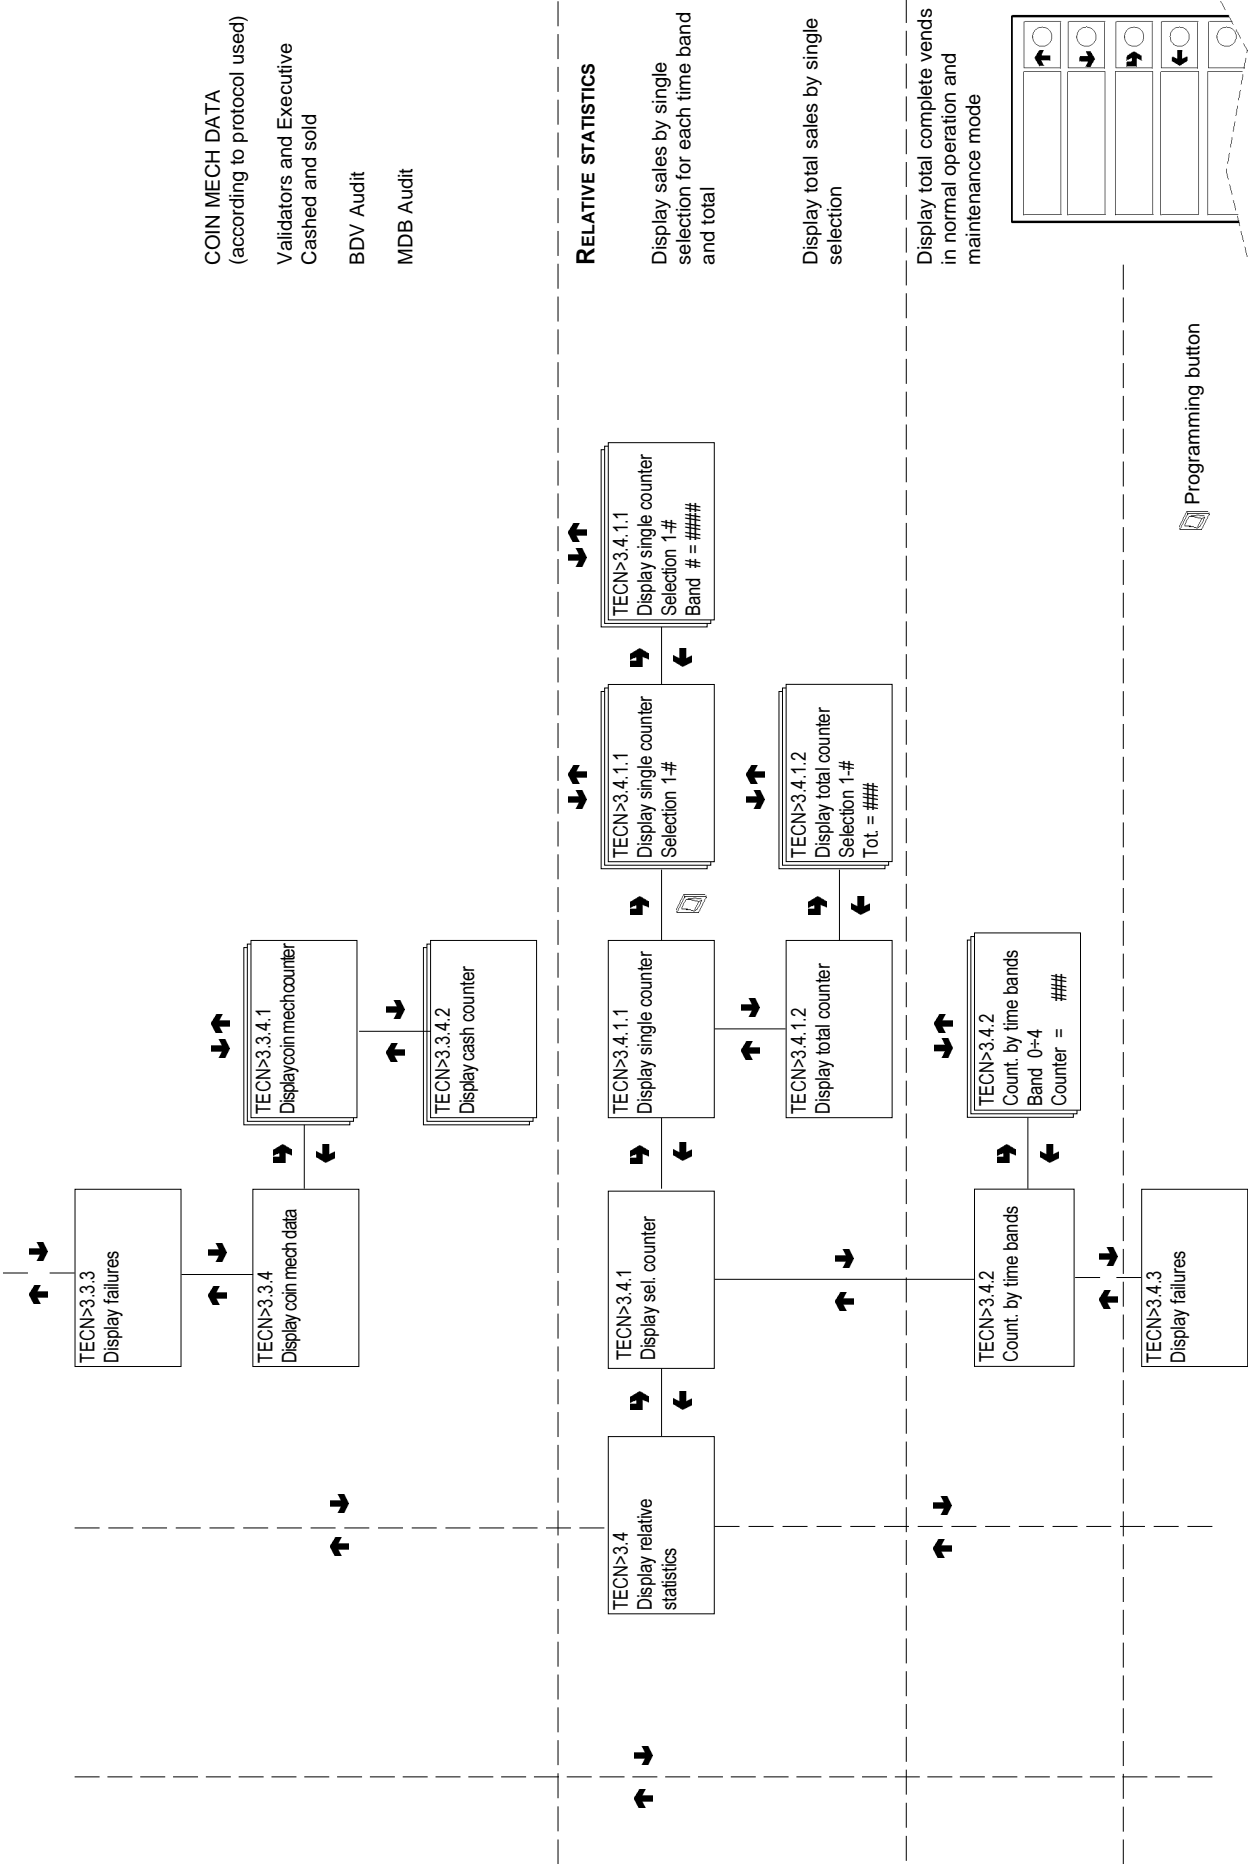 TECN>3.3.3
Display failures
TECN>3.3.4
Display coin mech data
TECN>3.3.4.1
Displaycoin mechcounter
TECN>3.3.4.2
Display cash counter
COIN MECH DATA
(according to protocol used)
Validators and Executive
Cashed and sold
BDV Audit
MDB Audit
TECN>3.4
Display relative
statistics
TECN>3.4.1
Display sel. counter
TECN>3.4.1.1
Display single counter
TECN>3.4.1.1
Display single counter
Selection 1-#
TECN>3.4.1.1
Display single counter
Selection 1-#
Band # = ####
RELATIVE STATISTICS
Display sales by single
selection for each time band
and total
TECN>3.4.1.2
Display total counter
TECN>3.4.1.2
Display total counter
Selection 1-#
Tot. = ###
Display total sales by single
selection
TECN>3.4.2
Count. by time bands
TECN>3.4.2
Count. by time bands
Band 0÷4
Counter = ###
Display total complete vends
in normal operation and
maintenance mode
TECN>3.4.3
Display failures
Programming button